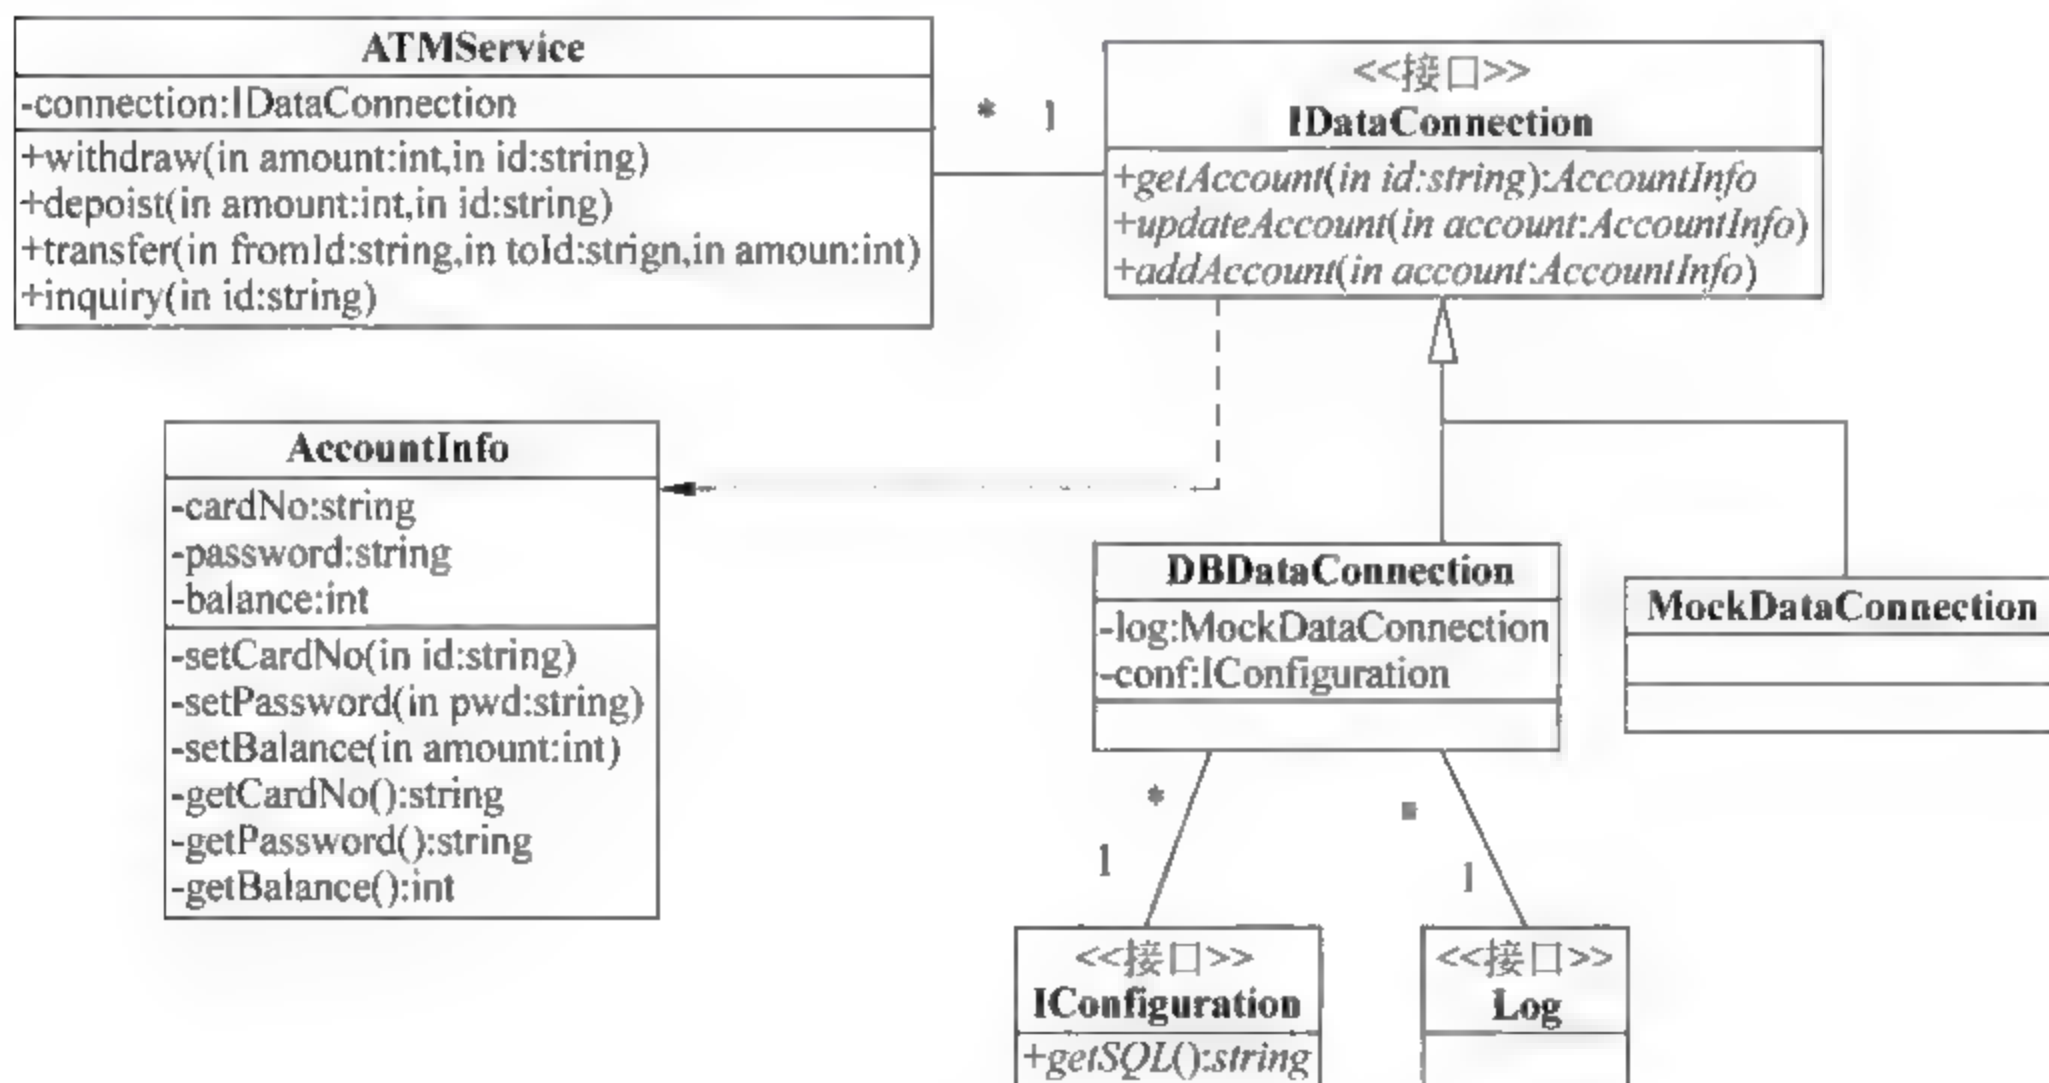 ATMService
-connection:IDataConnection
+withdraw(in amount:int,in id:string)
+depoist(in amount:int,in id:string)
+transfer(in fromId:string,in toId:strign,in amoun:int)
+inquiry(in id:string)
* 1
<<接口>>
IDataConnection
+getAccount(in id:string):AccountInfo
+updateAccount(in account:AccountInfo)
+addAccount(in account:AccountInfo)
AccountInfo
-cardNo:string
-password:string
-balance:int
-setCardNo(in id:string)
-setPassword(in pwd:string)
-setBalance(in amount:int)
-getCardNo():string
-getPassword():string
-getBalance():int
DBDataConnection
-log:MockDataConnection
-conf:IConfiguration
MockDataConnection
*
1
*
1
<<接口>>
IConfiguration
+getSQL():string
<<接口>>
Log